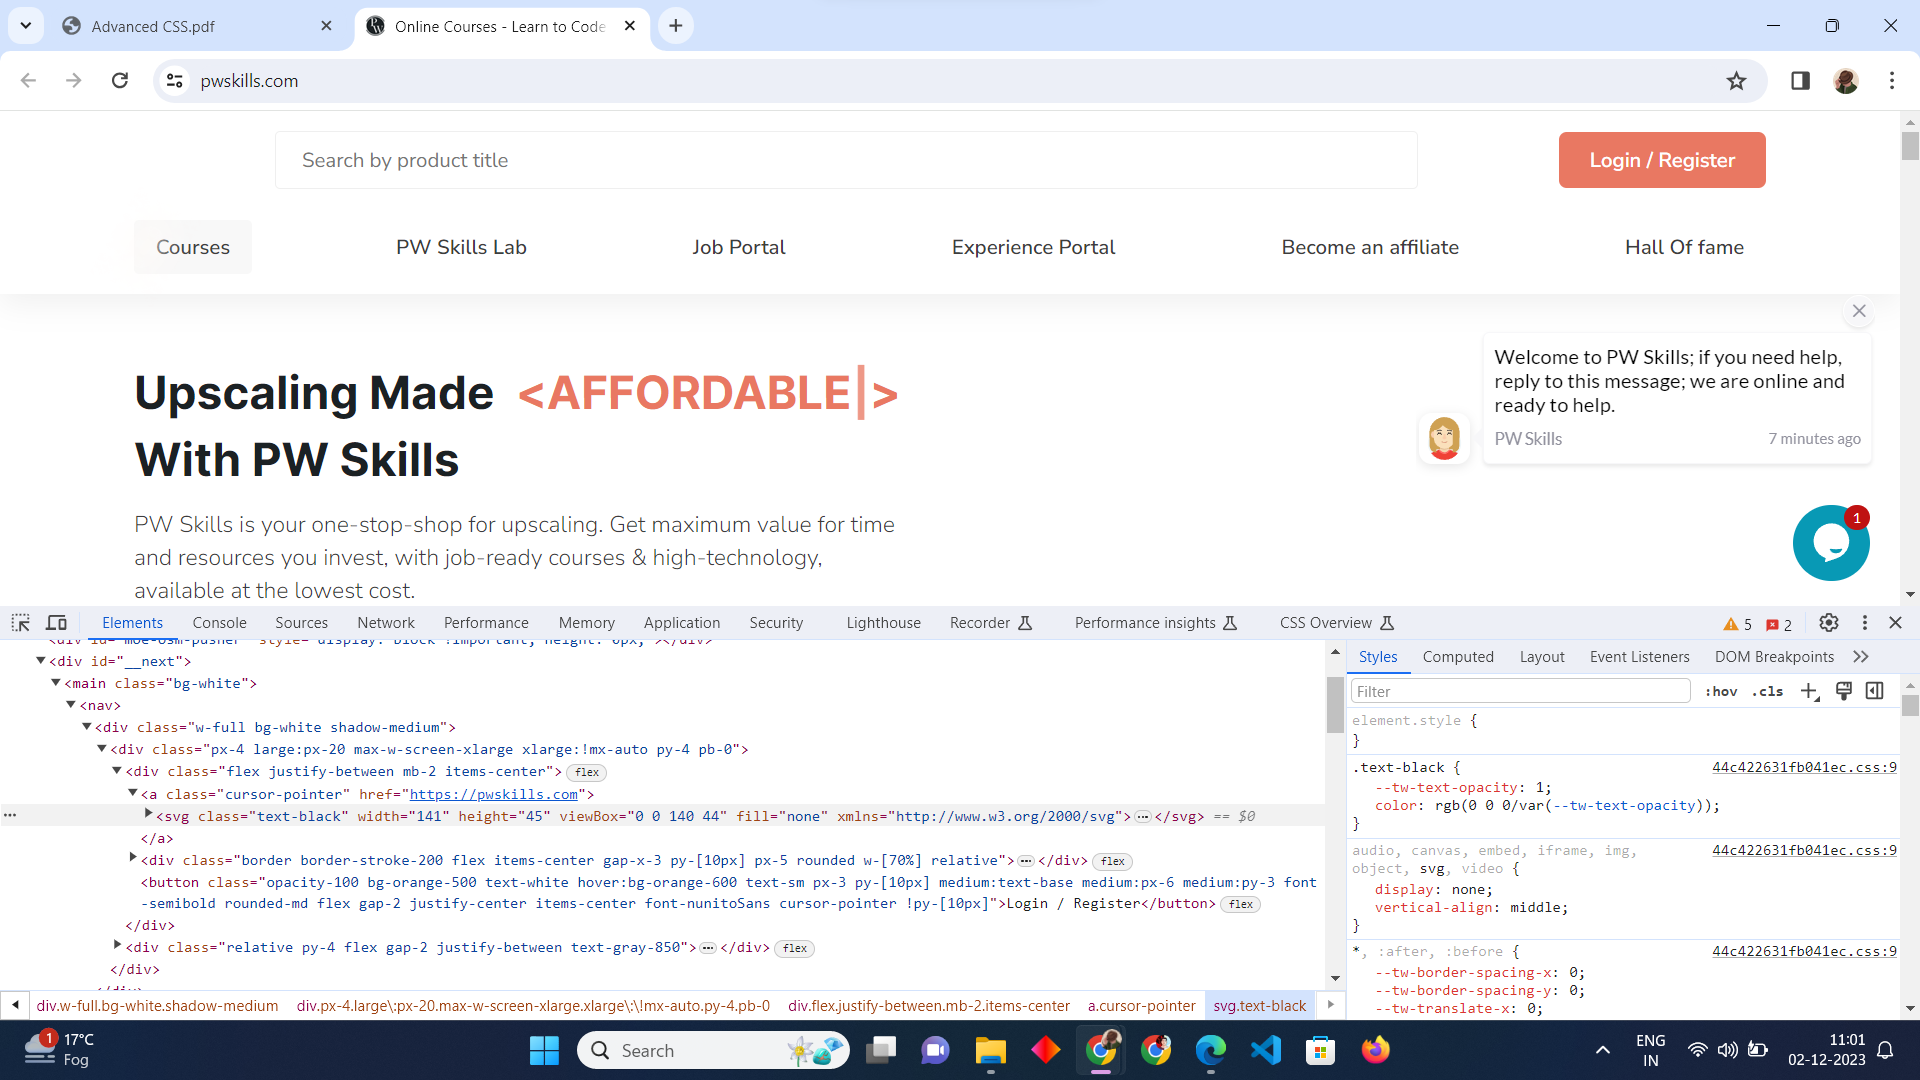 Advanced CSS.pdf
Online Courses - Learn to Code
pwskills.com
Search by product title
Login / Register
Courses
PW Skills Lab
Job Portal
Experience Portal
Become an affiliate
Hall Of fame
Upscaling Made <AFFORDABLE|>
With PW Skills
PW Skills is your one-stop-shop for upscaling. Get maximum value for time
and resources you invest, with job-ready courses & high-technology,
available at the lowest cost.
Welcome to PW Skills; if you need help,
reply to this message; we are online and
ready to help.
PW Skills
7 minutes ago
1
Elements
Console
Sources
Network
Performance
Memory
Application
Security
Lighthouse
Recorder
Performance insights
CSS Overview
5
2
<div id="moe-osm-pusher" style="display: block !important; height: 0px;"></div>
<div id="__next">
<main class="bg-white">
<nav>
<div class="w-full bg-white shadow-medium">
<div class="px-4 large:px-20 max-w-screen-xlarge xlarge:!mx-auto py-4 pb-0">
<div class="flex justify-between mb-2 items-center"> flex
<a class="cursor-pointer" href="https://pwskills.com">
<svg class="text-black" width="141" height="45" viewBox="0 0 140 44" fill="none" xmlns="http://www.w3.org/2000/svg">…</svg> == $0
</a>
<div class="border border-stroke-200 flex items-center gap-x-3 py-[10px] px-5 rounded w-[70%] relative">…</div> flex
<button class="opacity-100 bg-orange-500 text-white hover:bg-orange-600 text-sm px-3 py-[10px] medium:text-base medium:px-6 medium:py-3 font
-semibold rounded-md flex gap-2 justify-center items-center font-nunitoSans cursor-pointer !py-[10px]">Login / Register</button> flex
</div>
<div class="relative py-4 flex gap-2 justify-between text-gray-850">…</div> flex
</div>
</div>
div.w-full.bg-white.shadow-medium
div.px-4.large\:px-20.max-w-screen-xlarge.xlarge\:\!mx-auto.py-4.pb-0
div.flex.justify-between.mb-2.items-center
a.cursor-pointer
svg.text-black
Styles
Computed
Layout
Event Listeners
DOM Breakpoints
Filter
:hov
.cls
element.style {
}
.text-black {
44c422631fb041ec.css:9
--tw-text-opacity: 1;
color: rgb(0 0 0/var(--tw-text-opacity));
}
audio, canvas, embed, iframe, img,
44c422631fb041ec.css:9
object, svg, video {
display: none;
vertical-align: middle;
}
*, :after, :before {
44c422631fb041ec.css:9
--tw-border-spacing-x: 0;
--tw-border-spacing-y: 0;
--tw-translate-x: 0;
1
17°C
Fog
Search
ENG
IN
11:01
02-12-2023